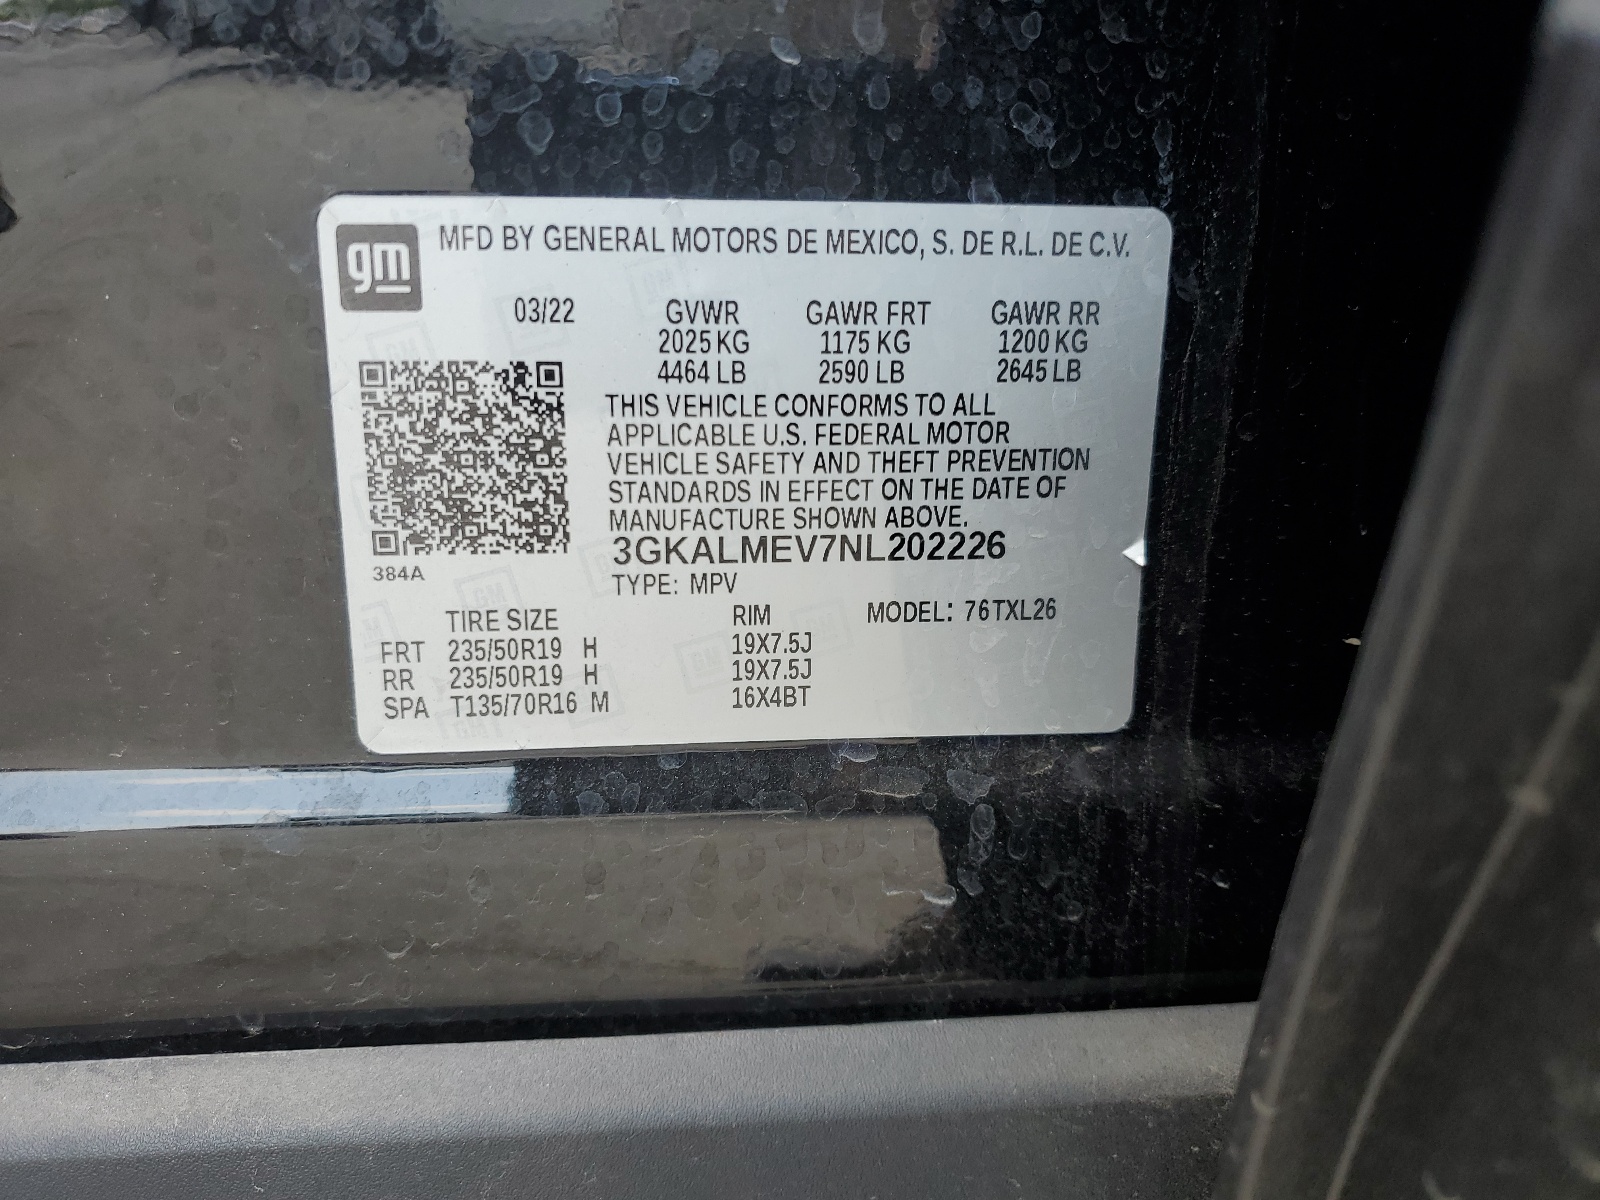 gm MFD BY GENERAL MOTORS DE MEXICO, S. DE R.L. DE C.V.
03/22 GVWR GAWR FRT GAWR RR
2025 KG 1175 KG 1200 KG
4464 LB 2590 LB 2645 LB
THIS VEHICLE CONFORMS TO ALL
APPLICABLE U.S. FEDERAL MOTOR
VEHICLE SAFETY AND THEFT PREVENTION
STANDARDS IN EFFECT ON THE DATE OF
MANUFACTURE SHOWN ABOVE.
3GKALMEV7NL202226
384A
TYPE: MPV
TIRE SIZE RIM MODEL: 76TXL26
FRT 235/50R19 H 19X7.5J
RR 235/50R19 H 19X7.5J
SPA T135/70R16 M 16X4BT